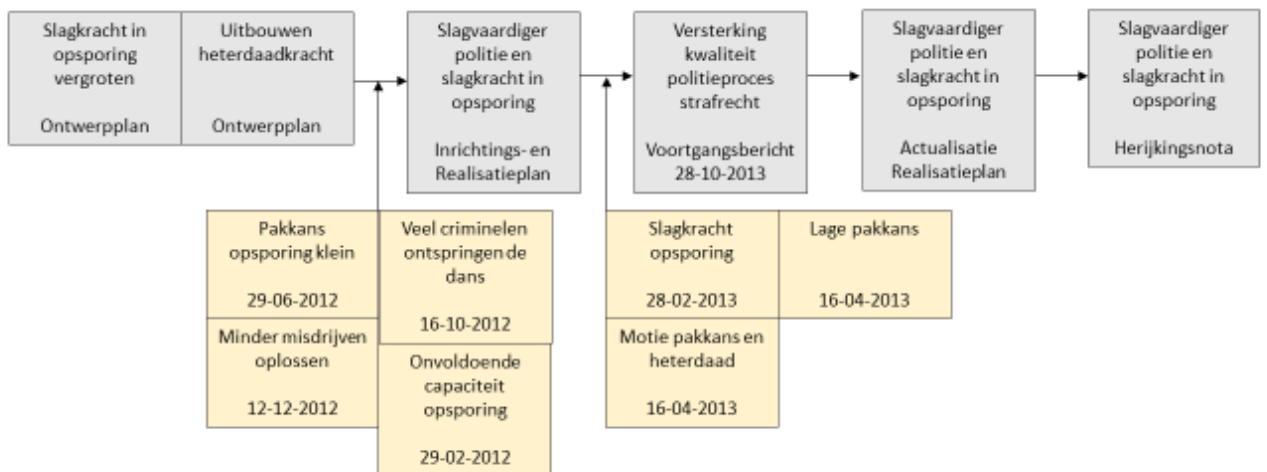 Slagkracht in
opsporing
vergroten
Ontwerpplan
Uitbouwen
heterdaadkracht
Ontwerpplan
Slagvaardiger
politie en
slagkracht in
opsporing
Inrichtings- en
Realisatieplan
Versterking
kwaliteit
politieproces
strafrecht
Voortgangsbericht
28-10-2013
Slagvaardiger
politie en
slagkracht in
opsporing
Actualisatie
Realisatieplan
Slagvaardiger
politie en
slagkracht in
opsporing
Herijkingsnota
Pakkans
opsporing klein
29-06-2012
Veel criminelen
ontspringen de
dans
16-10-2012
Minder misdrijven
oplossen
12-12-2012
Onvoldoende
capaciteit
opsporing
29-02-2012
Slagkracht
opsporing
28-02-2013
Lage pakkans
16-04-2013
Motie pakkans en
heterdaad
16-04-2013